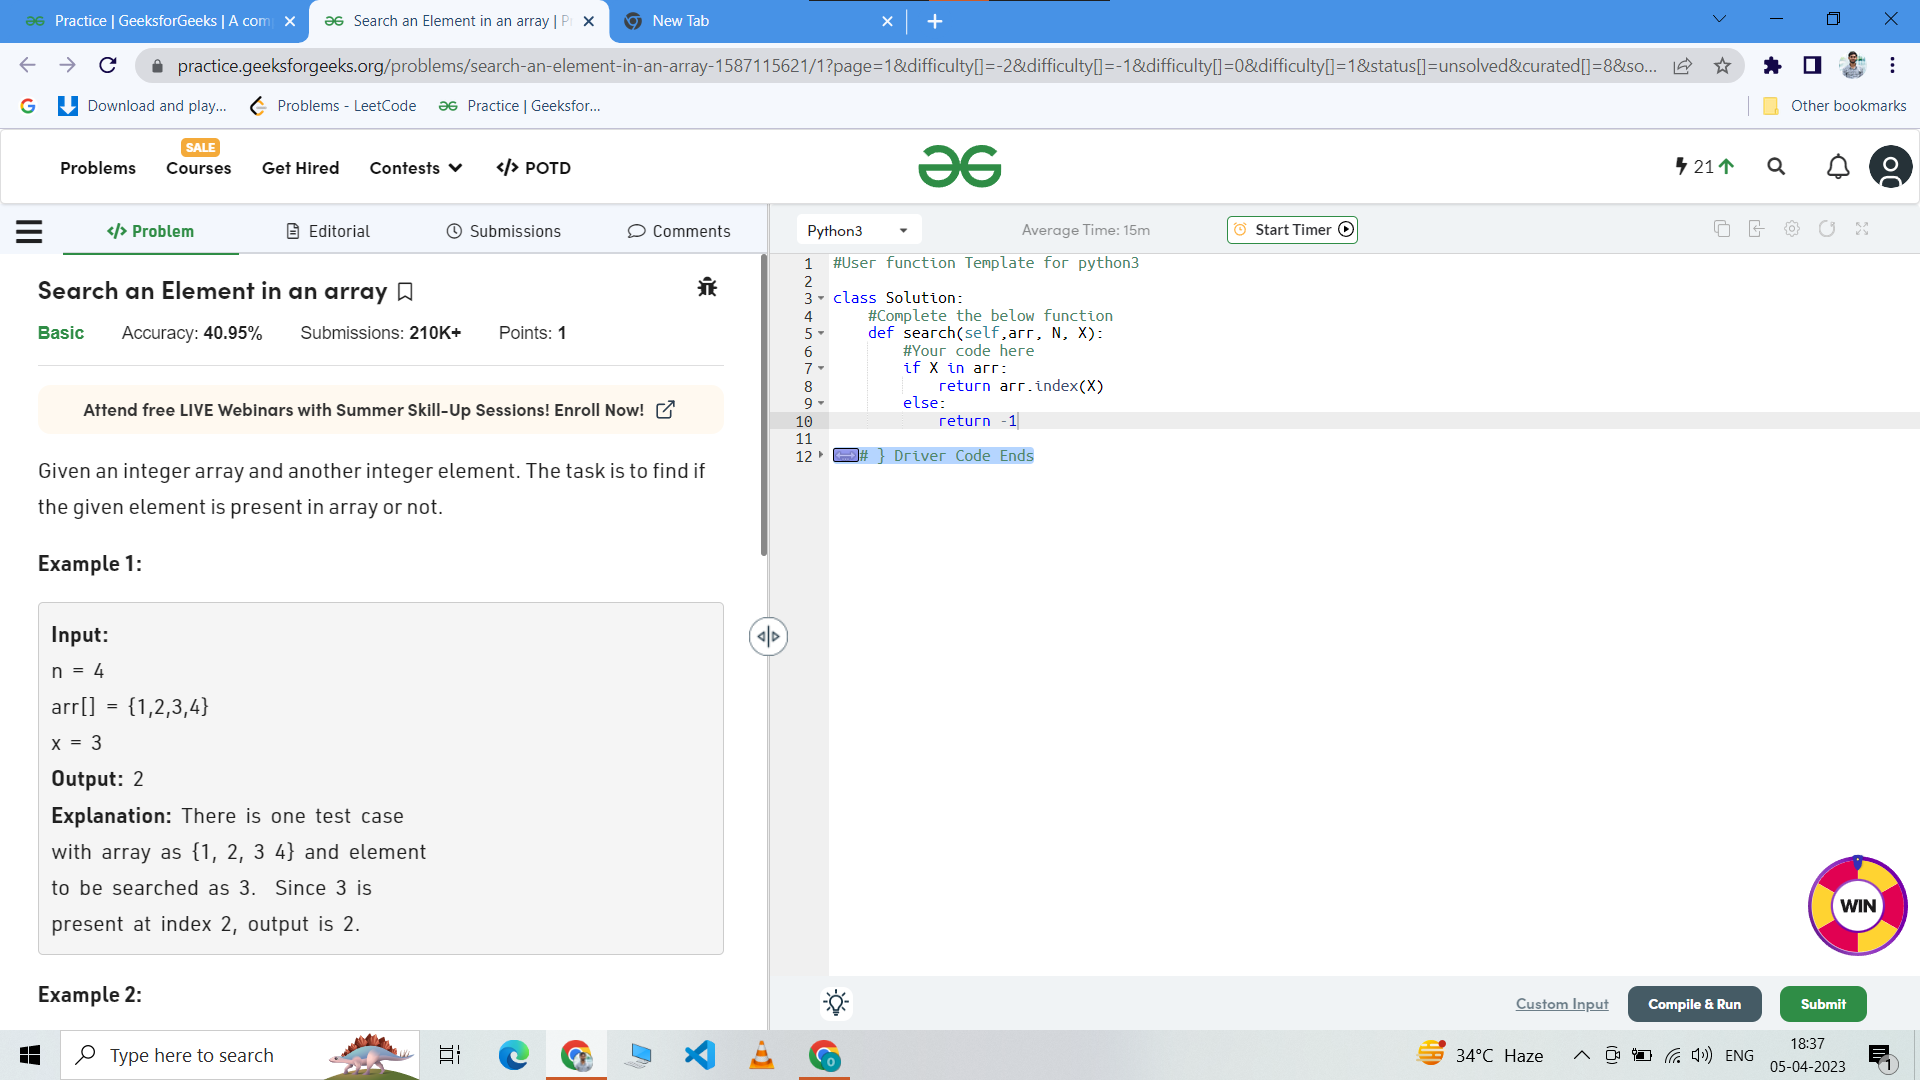 Practice | GeeksforGeeks | A com
Search an Element in an array | P
New Tab
practice.geeksforgeeks.org/problems/search-an-element-in-an-array-1587115621/1?page=1&difficulty[]=-2&difficulty[]=-1&difficulty[]=0&difficulty[]=1&status[]=unsolved&curated[]=8&so...
Download and play...
Problems - LeetCode
Practice | Geeksfor...
Other bookmarks
Problems
SALE
Courses
Get Hired
Contests
</> POTD
21
</> Problem
Editorial
Submissions
Comments
Python3
Average Time: 15m
Start Timer
Search an Element in an array
Basic Accuracy: 40.95% Submissions: 210K+ Points: 1
Attend free LIVE Webinars with Summer Skill-Up Sessions! Enroll Now!
Given an integer array and another integer element. The task is to find if
the given element is present in array or not.
Example 1:
Input:
n = 4
arr[] = {1,2,3,4}
x = 3
Output: 2
Explanation: There is one test case
with array as {1, 2, 3 4} and element
to be searched as 3. Since 3 is
present at index 2, output is 2.
Example 2:
1 #User function Template for python3
2
3 class Solution:
4 #Complete the below function
5 def search(self,arr, N, X):
6 #Your code here
7 if X in arr:
8 return arr.index(X)
9 else:
10 return -1
11
12 # } Driver Code Ends
WIN
Custom Input
Compile & Run
Submit
Type here to search
34°C Haze
ENG
18:37
05-04-2023
1